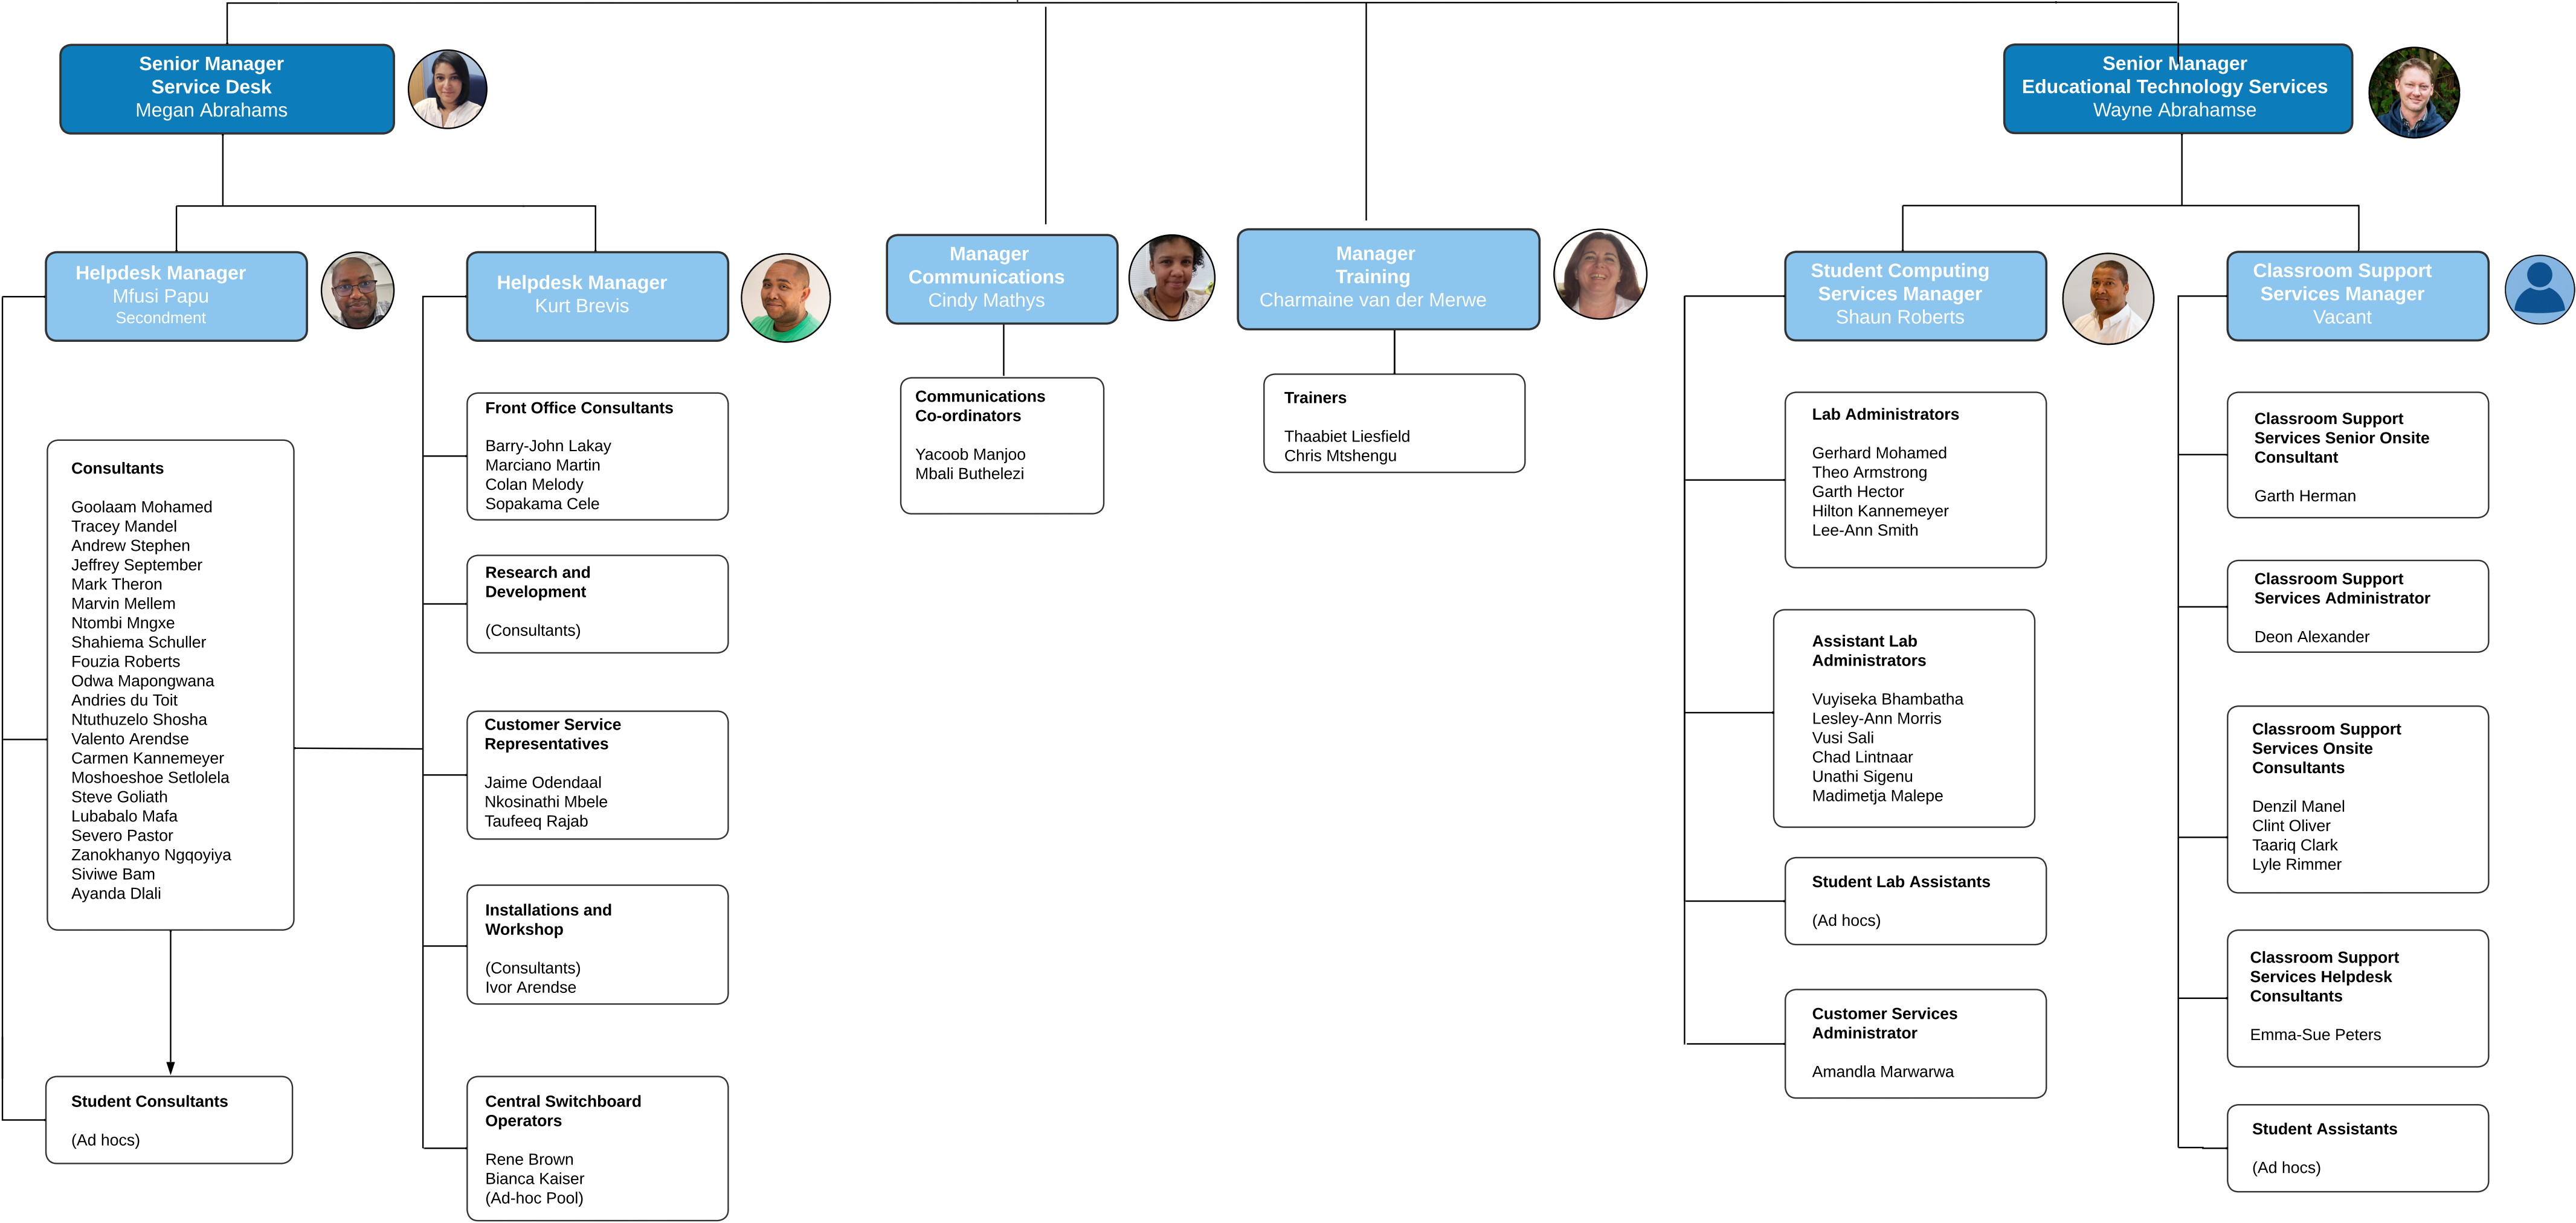 Senior Manager
Service Desk
Megan Abrahams
Senior Manager
Educational Technology Services
Wayne Abrahamse
Helpdesk Manager
Mfusi Papu
Secondment
Helpdesk Manager
Kurt Brevis
Manager
Communications
Cindy Mathys
Manager
Training
Charmaine van der Merwe
Student Computing
Services Manager
Shaun Roberts
Classroom Support
Services Manager
Vacant
Consultants
Goolaam Mohamed
Tracey Mandel
Andrew Stephen
Jeffrey September
Mark Theron
Marvin Mellem
Ntombi Mngxe
Shahiema Schuller
Fouzia Roberts
Odwa Mapongwana
Andries du Toit
Ntuthuzelo Shosha
Valento Arendse
Carmen Kannemeyer
Moshoeshoe Setlolela
Steve Goliath
Lubabalo Mafa
Severo Pastor
Zanokhanyo Ngqoyiya
Siviwe Bam
Ayanda Dlali
Student Consultants
(Ad hocs)
Front Office Consultants
Barry-John Lakay
Marciano Martin
Colan Melody
Sopakama Cele
Research and
Development
(Consultants)
Customer Service
Representatives
Jaime Odendaal
Nkosinathi Mbele
Taufeeq Rajab
Installations and
Workshop
(Consultants)
Ivor Arendse
Central Switchboard
Operators
Rene Brown
Bianca Kaiser
(Ad-hoc Pool)
Communications
Co-ordinators
Yacoob Manjoo
Mbali Buthelezi
Trainers
Thaabiet Liesfield
Chris Mtshengu
Lab Administrators
Gerhard Mohamed
Theo Armstrong
Garth Hector
Hilton Kannemeyer
Lee-Ann Smith
Assistant Lab
Administrators
Vuyiseka Bhambatha
Lesley-Ann Morris
Vusi Sali
Chad Lintnaar
Unathi Sigenu
Madimetja Malepe
Student Lab Assistants
(Ad hocs)
Customer Services
Administrator
Amandla Marwarwa
Classroom Support
Services Senior Onsite
Consultant
Garth Herman
Classroom Support
Services Administrator
Deon Alexander
Classroom Support
Services Onsite
Consultants
Denzil Manel
Clint Oliver
Taariq Clark
Lyle Rimmer
Classroom Support
Services Helpdesk
Consultants
Emma-Sue Peters
Student Assistants
(Ad hocs)